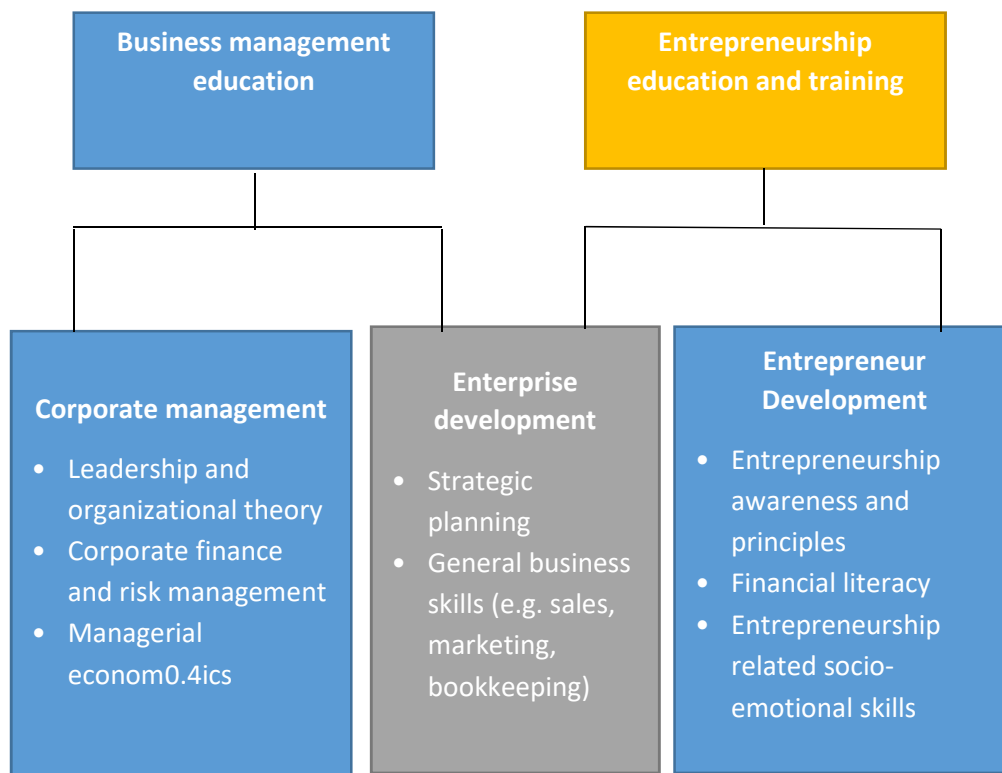 Business management
education
Entrepreneurship
education and training
Corporate management
• Leadership and
organizational theory
• Corporate finance
and risk management
• Managerial
econom0.4ics
Enterprise
development
• Strategic
planning
• General business
skills (e.g. sales,
marketing,
bookkeeping)
Entrepreneur
Development
• Entrepreneurship
awareness and
principles
• Financial literacy
• Entrepreneurship
related socio-
emotional skills